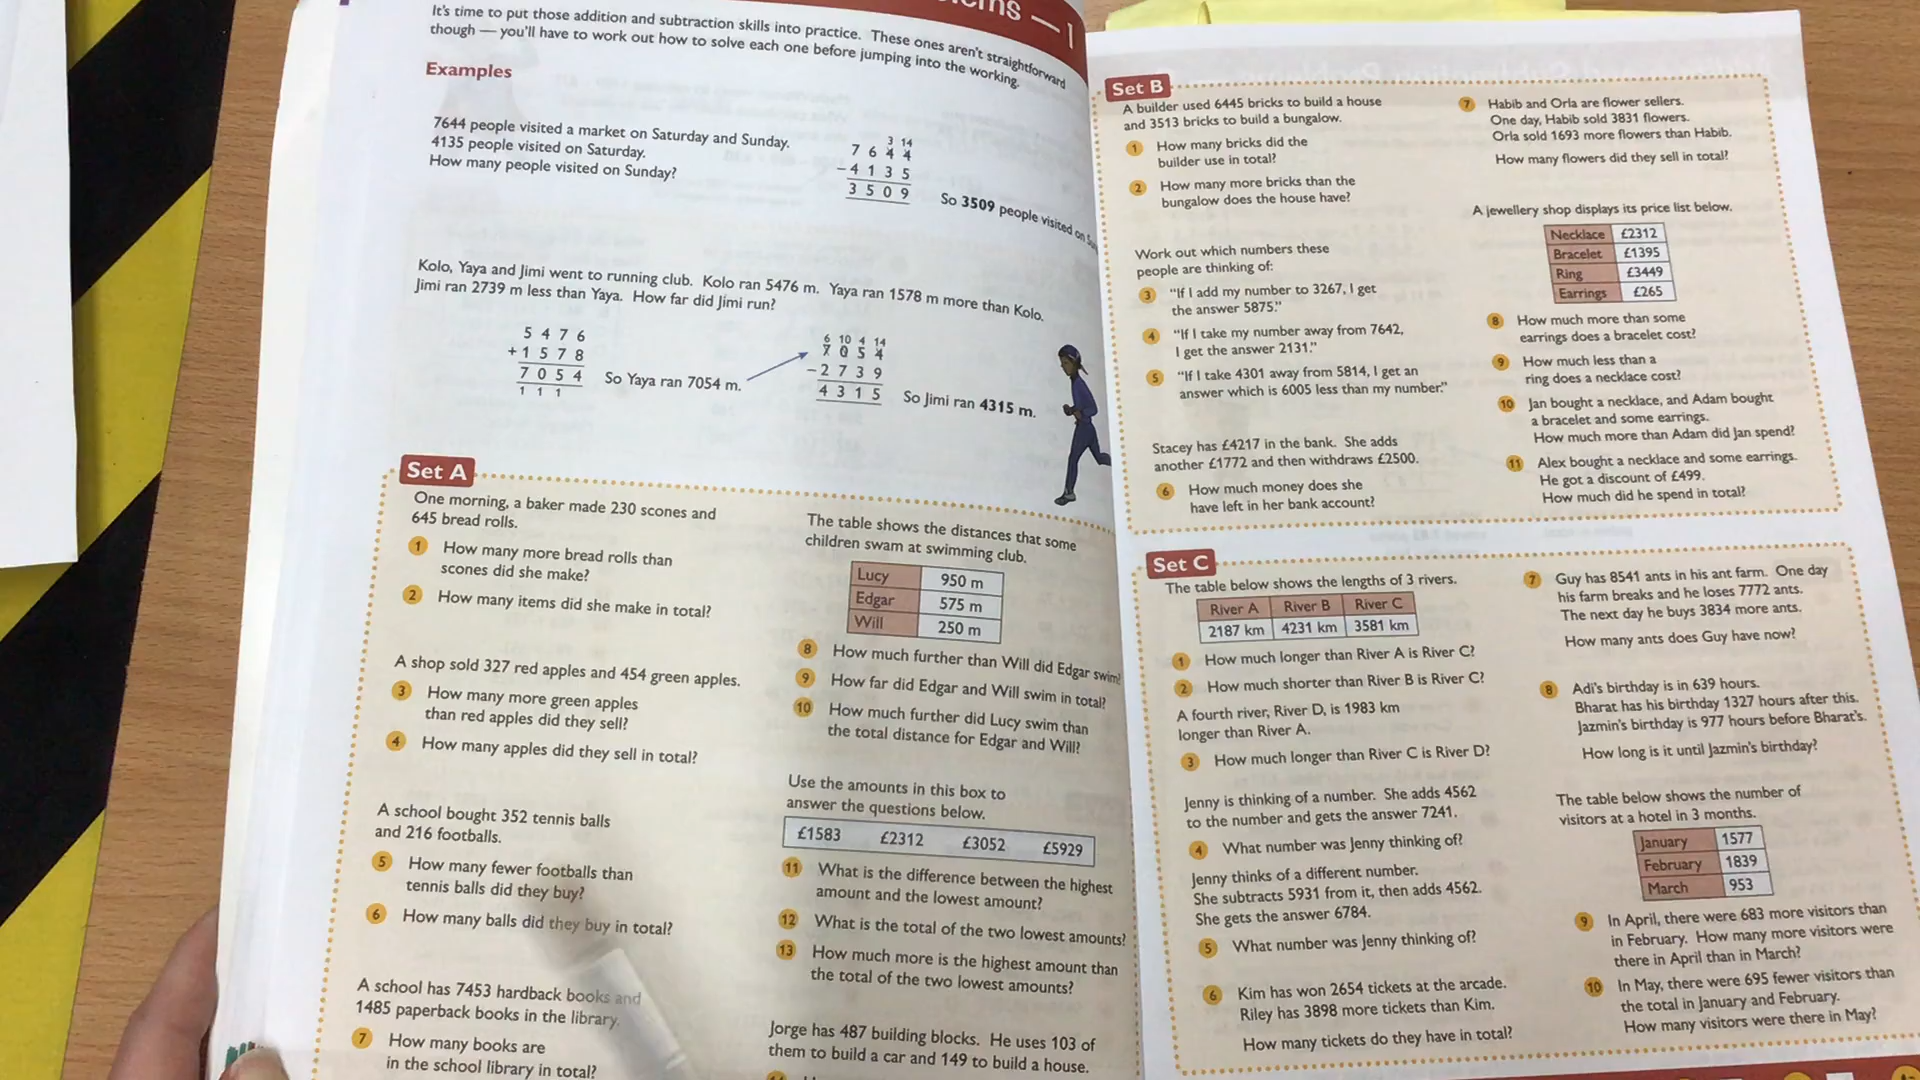 — 1
It's time to put those addition and subtraction skills into practice. These ones aren't straightforward
though — you'll have to work out how to solve each one before jumping into the working.
Examples
7644 people visited a market on Saturday and Sunday.
4135 people visited on Saturday.
How many people visited on Sunday?
3 14
7 6 4 4
− 4 1 3 5
3 5 0 9
So 3509 people visited on
Kolo, Yaya and Jimi went to running club. Kolo ran 5476 m. Yaya ran 1578 m more than Kolo.
Jimi ran 2739 m less than Yaya. How far did Jimi run?
5 4 7 6
+ 1 5 7 8
7 0 5 4
1 1 1
So Yaya ran 7054 m.
6 10 4 14
7 0 5 4
− 2 7 3 9
4 3 1 5
So Jimi ran 4315 m.
Set A
One morning, a baker made 230 scones and
645 bread rolls.
1 How many more bread rolls than
scones did she make?
2 How many items did she make in total?
A shop sold 327 red apples and 454 green apples.
3 How many more green apples
than red apples did they sell?
4 How many apples did they sell in total?
A school bought 352 tennis balls
and 216 footballs.
5 How many fewer footballs than
tennis balls did they buy?
6 How many balls did they buy in total?
A school has 7453 hardback books and
1485 paperback books in the library.
7 How many books are
in the school library in total?
The table shows the distances that some
children swam at swimming club.
Lucy 950 m
Edgar 575 m
Will 250 m
8 How much further than Will did Edgar swim?
9 How far did Edgar and Will swim in total?
10 How much further did Lucy swim than
the total distance for Edgar and Will?
Use the amounts in this box to
answer the questions below.
£1583 £2312 £3052 £5929
11 What is the difference between the highest
amount and the lowest amount?
12 What is the total of the two lowest amounts?
13 How much more is the highest amount than
the total of the two lowest amounts?
Jorge has 487 building blocks. He uses 103 of
them to build a car and 149 to build a house.
Set B
A builder used 6445 bricks to build a house
and 3513 bricks to build a bungalow.
1 How many bricks did the
builder use in total?
2 How many more bricks than the
bungalow does the house have?
Work out which numbers these
people are thinking of:
3 "If I add my number to 3267, I get
the answer 5875."
4 "If I take my number away from 7642,
I get the answer 2131."
5 "If I take 4301 away from 5814, I get an
answer which is 6005 less than my number."
Stacey has £4217 in the bank. She adds
another £1772 and then withdraws £2500.
6 How much money does she
have left in her bank account?
7 Habib and Orla are flower sellers.
One day, Habib sold 3831 flowers.
Orla sold 1693 more flowers than Habib.
How many flowers did they sell in total?
A jewellery shop displays its price list below.
Necklace £2312
Bracelet £1395
Ring £3449
Earrings £265
8 How much more than some
earrings does a bracelet cost?
9 How much less than a
ring does a necklace cost?
10 Jan bought a necklace, and Adam bought
a bracelet and some earrings.
How much more than Adam did Jan spend?
11 Alex bought a necklace and some earrings.
He got a discount of £499.
How much did he spend in total?
Set C
The table below shows the lengths of 3 rivers.
River A River B River C
2187 km 4231 km 3581 km
1 How much longer than River A is River C?
2 How much shorter than River B is River C?
A fourth river, River D, is 1983 km
longer than River A.
3 How much longer than River C is River D?
Jenny is thinking of a number. She adds 4562
to the number and gets the answer 7241.
4 What number was Jenny thinking of?
Jenny thinks of a different number.
She subtracts 5931 from it, then adds 4562.
She gets the answer 6784.
5 What number was Jenny thinking of?
6 Kim has won 2654 tickets at the arcade.
Riley has 3898 more tickets than Kim.
How many tickets do they have in total?
7 Guy has 8541 ants in his ant farm. One day
his farm breaks and he loses 7772 ants.
The next day he buys 3834 more ants.
How many ants does Guy have now?
8 Adi's birthday is in 639 hours.
Bharat has his birthday 1327 hours after this.
Jazmin's birthday is 977 hours before Bharat's.
How long is it until Jazmin's birthday?
The table below shows the number of
visitors at a hotel in 3 months.
January 1577
February 1839
March 953
9 In April, there were 683 more visitors than
in February. How many more visitors were
there in April than in March?
10 In May, there were 695 fewer visitors than
the total in January and February.
How many visitors were there in May?